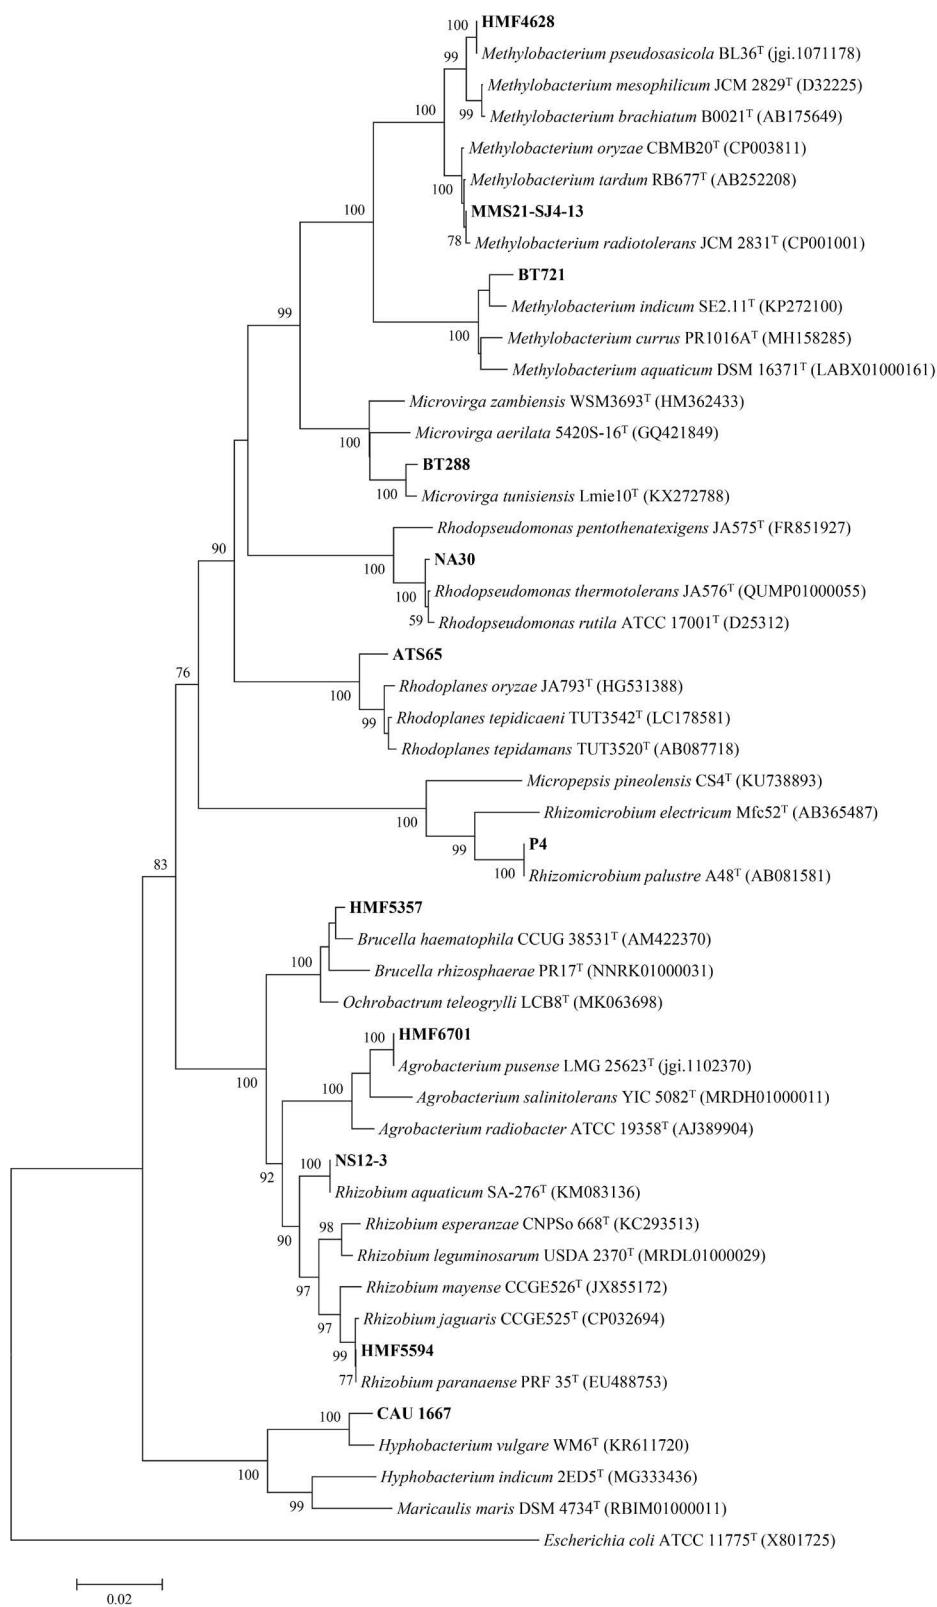 100 HMF4628
99
Methylobacterium pseudosasicola BL36ᵀ (jgi.1071178)
Methylobacterium mesophilicum JCM 2829ᵀ (D32225)
100
99 Methylobacterium brachiatum B0021ᵀ (AB175649)
Methylobacterium oryzae CBMB20ᵀ (CP003811)
100 Methylobacterium tardum RB677ᵀ (AB252208)
100 MMS21-SJ4-13
78 Methylobacterium radiotolerans JCM 2831ᵀ (CP001001)
BT721
Methylobacterium indicum SE2.11ᵀ (KP272100)
99
100 Methylobacterium currus PR1016Aᵀ (MH158285)
Methylobacterium aquaticum DSM 16371ᵀ (LABX01000161)
Microvirga zambiensis WSM3693ᵀ (HM362433)
100 Microvirga aerilata 5420S-16ᵀ (GQ421849)
BT288
100 Microvirga tunisiensis Lmie10ᵀ (KX272788)
Rhodopseudomonas pentothenatexigens JA575ᵀ (FR851927)
90
100 NA30
100 Rhodopseudomonas thermotolerans JA576ᵀ (QUMP01000055)
59 Rhodopseudomonas rutila ATCC 17001ᵀ (D25312)
ATS65
76
100 Rhodoplanes oryzae JA793ᵀ (HG531388)
99 Rhodoplanes tepidicaeni TUT3542ᵀ (LC178581)
Rhodoplanes tepidamans TUT3520ᵀ (AB087718)
Micropepsis pineolensis CS4ᵀ (KU738893)
100 Rhizomicrobium electricum Mfc52ᵀ (AB365487)
99 P4
83
100 Rhizomicrobium palustre A48ᵀ (AB081581)
HMF5357
Brucella haematophila CCUG 38531ᵀ (AM422370)
100 Brucella rhizosphaerae PR17ᵀ (NNRK01000031)
Ochrobactrum teleogrylli LCB8ᵀ (MK063698)
100 HMF6701
Agrobacterium pusense LMG 25623ᵀ (jgi.1102370)
100
100 Agrobacterium salinitolerans YIC 5082ᵀ (MRDH01000011)
Agrobacterium radiobacter ATCC 19358ᵀ (AJ389904)
100 NS12-3
92
Rhizobium aquaticum SA-276ᵀ (KM083136)
98 Rhizobium esperanzae CNPSo 668ᵀ (KC293513)
90
Rhizobium leguminosarum USDA 2370ᵀ (MRDL01000029)
97 Rhizobium mayense CCGE526ᵀ (JX855172)
97 Rhizobium jaguaris CCGE525ᵀ (CP032694)
99 HMF5594
77 Rhizobium paranaense PRF 35ᵀ (EU488753)
100 CAU 1667
Hyphobacterium vulgare WM6ᵀ (KR611720)
100 Hyphobacterium indicum 2ED5ᵀ (MG333436)
99 Maricaulis maris DSM 4734ᵀ (RBIM01000011)
Escherichia coli ATCC 11775ᵀ (X801725)
0.02